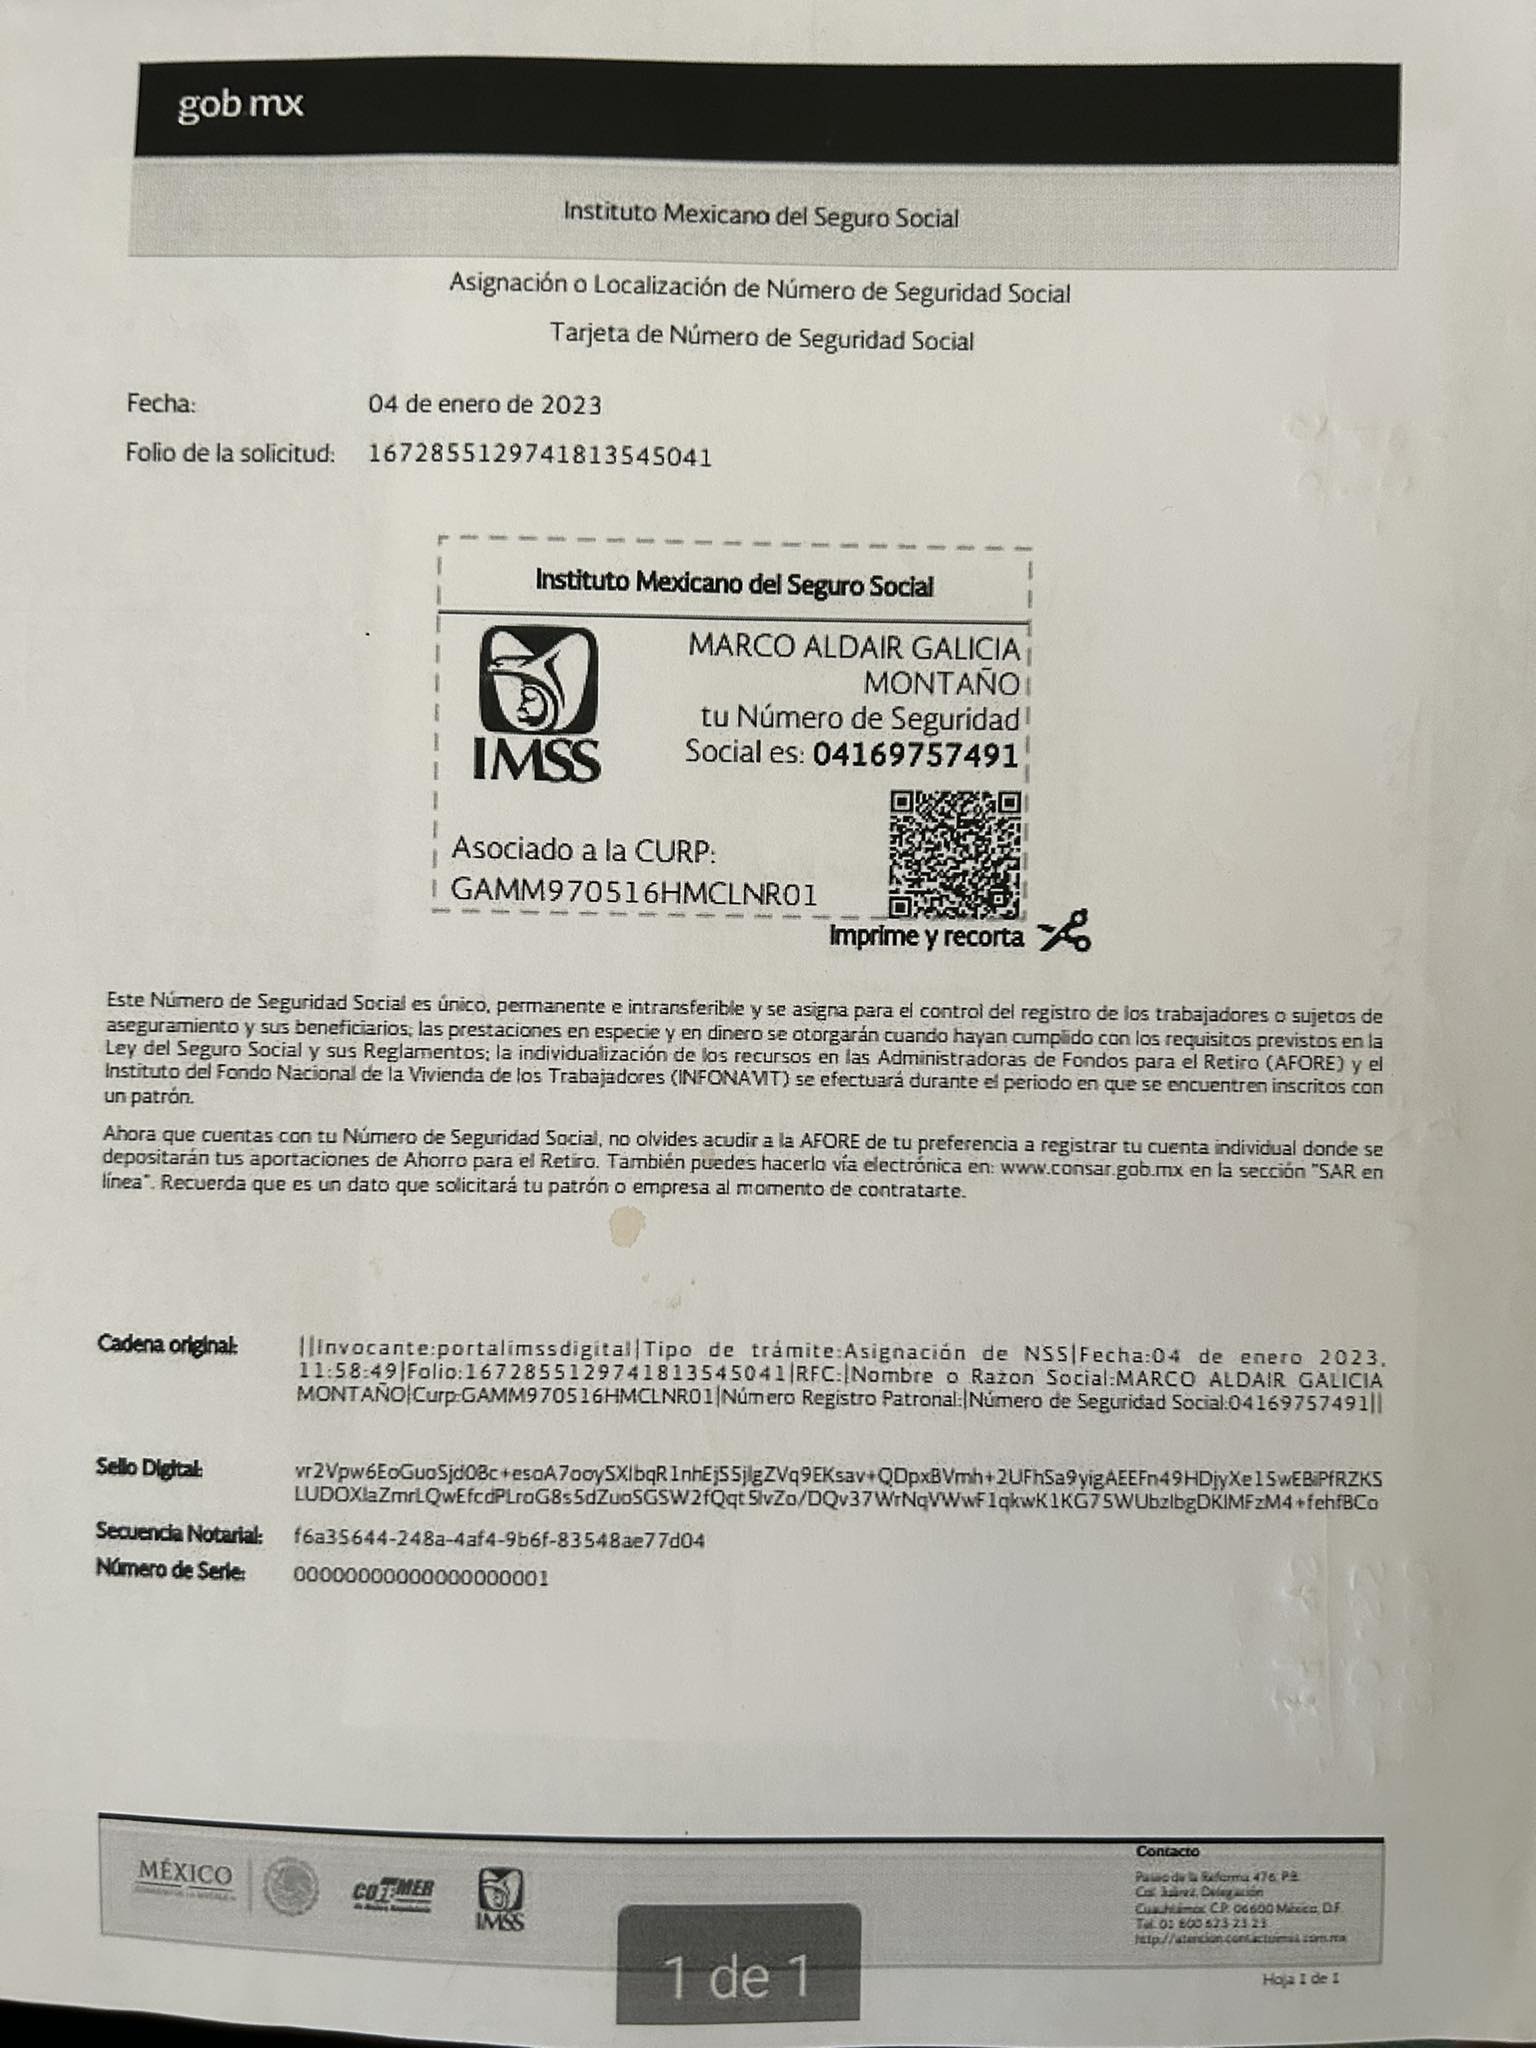 gob mx
Instituto Mexicano del Seguro Social
Asignación o Localización de Número de Seguridad Social
Tarjeta de Número de Seguridad Social
Fecha: 04 de enero de 2023
Folio de la solicitud: 1672855129741813545041
Instituto Mexicano del Seguro Social
MARCO ALDAIR GALICIA
MONTAÑO
tu Número de Seguridad
Social es: 04169757491
IMSS
Asociado a la CURP:
GAMM970516HMCLNR01
Imprime y recorta
Este Número de Seguridad Social es único, permanente e intransferible y se asigna para el control del registro de los trabajadores o sujetos de
aseguramiento y sus beneficiarios; las prestaciones en especie y en dinero se otorgarán cuando hayan cumplido con los requisitos previstos en la
Ley del Seguro Social y sus Reglamentos; la individualización de los recursos en las Administradoras de Fondos para el Retiro (AFORE) y el
Instituto del Fondo Nacional de la Vivienda de los Trabajadores (INFONAVIT) se efectuará durante el periodo en que se encuentren inscritos con
un patrón.
Ahora que cuentas con tu Número de Seguridad Social, no olvides acudir a la AFORE de tu preferencia a registrar tu cuenta individual donde se
depositarán tus aportaciones de Ahorro para el Retiro. También puedes hacerlo vía electrónica en: www.consar.gob.mx en la sección "SAR en
línea". Recuerda que es un dato que solicitará tu patrón o empresa al momento de contratarte.
Cadena original: ||Invocante:portalimssdigital|Tipo de trámite:Asignación de NSS|Fecha:04 de enero 2023,
11:58:49|Folio:1672855129741813545041|RFC:|Nombre o Razon Social:MARCO ALDAIR GALICIA
MONTAÑO|Curp:GAMM970516HMCLNR01|Número Registro Patronal:|Número de Seguridad Social:04169757491||
Sello Digital:
Secuencia Notarial: f6a35644-248a-4af4-9b6f-83548ae77d04
Número de Serie: 00000000000000000001
MÉXICO
IMSS
Contacto
Paseo de la Reforma 476, P.B.
Col. Juárez, Delegación
Cuauhtémoc C.P. 06600 México, D.F.
Tel. 01 800 623 23 23
Hoja 1 de 1
1 de 1